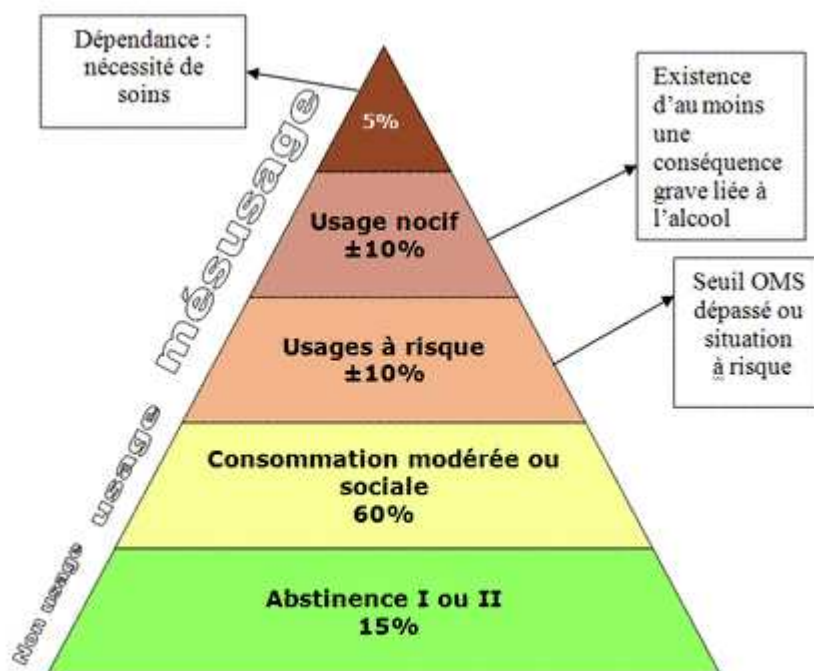 Dépendance :
nécessité de
soins
Existence
d'au moins
une
conséquence
grave liée à
l'alcool
5%
Usage nocif
±10%
Seuil OMS
dépassé ou
situation
à risque
Usages à risque
±10%
Consommation modérée ou
sociale
60%
Abstinence I ou II
15%
Non usage usage mésusage